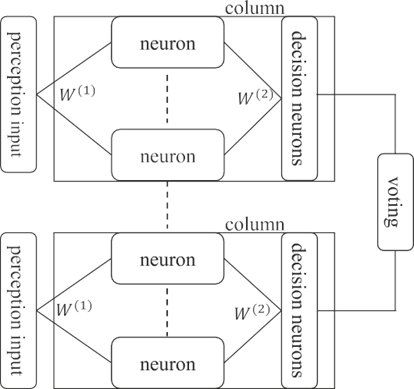 column
perception input
neuron
decision neurons
W^(1)
W^(2)
neuron
voting
column
perception input
neuron
decision neurons
W^(1)
W^(2)
neuron